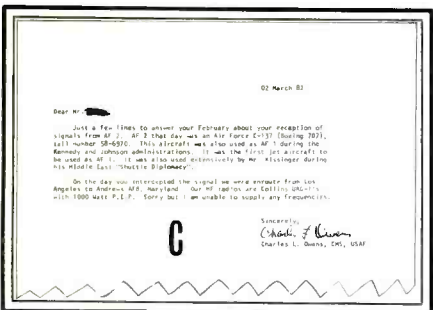 02 March 83
Dear Mr.
Just a few lines to answer your February about your reception of
signals from AF 2. AF 2 that day was an Air Force C-137 (Boeing 707),
tail number 58-6970. This aircraft was also used as AF 1 during the
Kennedy and Johnson administrations. It was the first jet aircraft to
be used as AF 1. It was also used extensively by Mr. Kissinger during
his Middle East "Shuttle Diplomacy".
On the day you intercepted the signal we were enroute from Los
Angeles to Andrews AFB, Maryland. Our HF radios are Collins
with 1000 Watt P.E.P. Sorry but I am unable to supply any frequencies.
Sincerely,
Charles L. Owens
Charles L. Owens, CMS, USAF
C